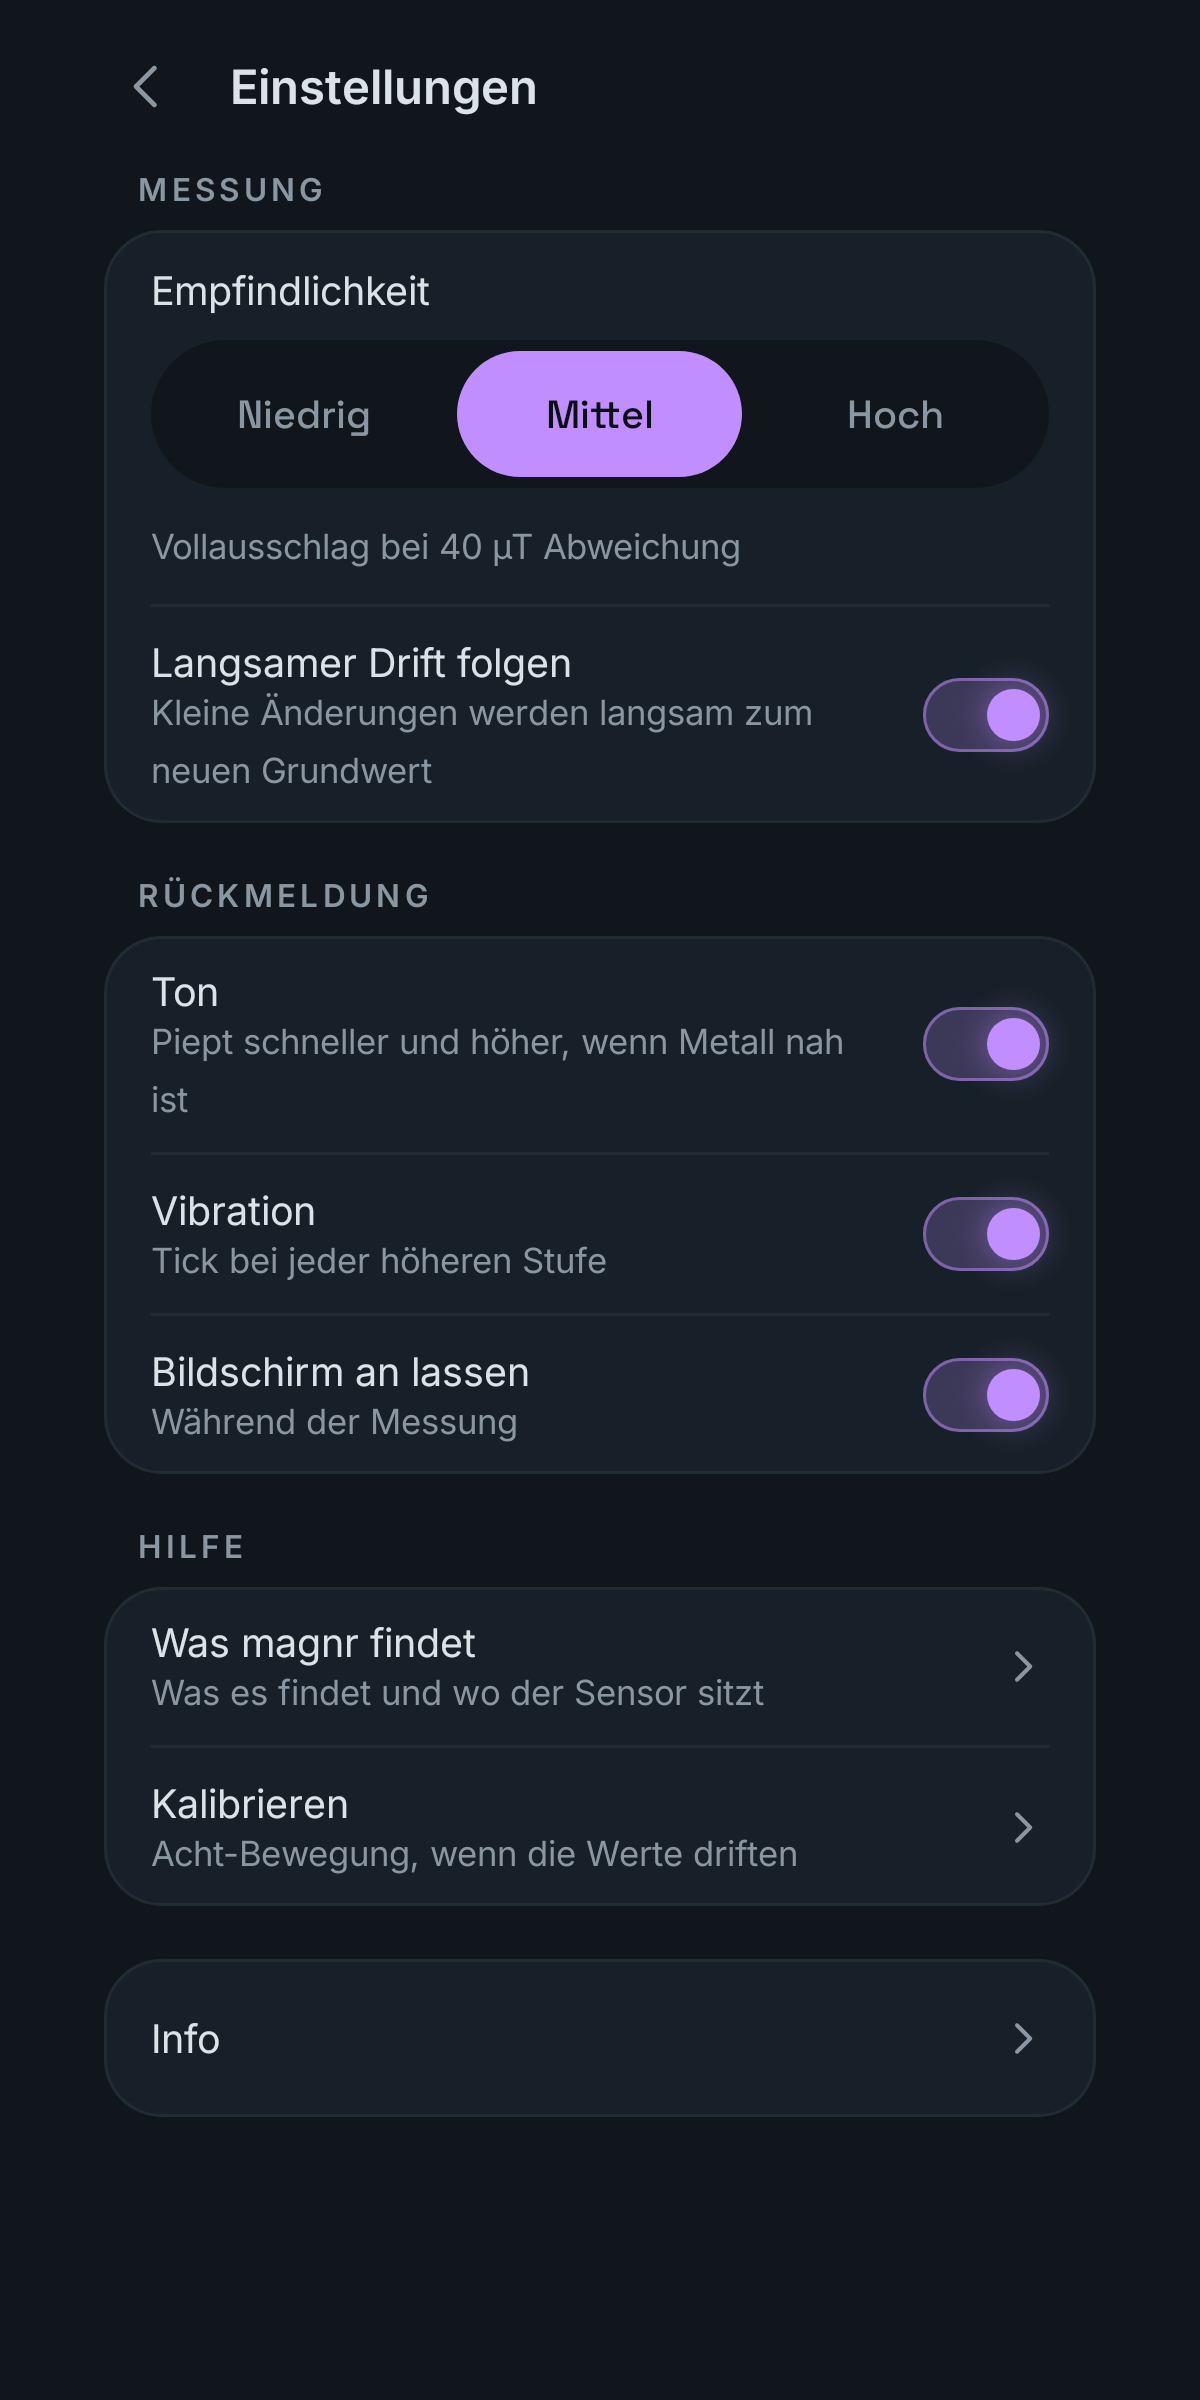 Einstellungen
MESSUNG
Empfindlichkeit
Niedrig
Mittel
Hoch
Vollausschlag bei 40 µT Abweichung
Langsamer Drift folgen
Kleine Änderungen werden langsam zum
neuen Grundwert
RÜCKMELDUNG
Ton
Piept schneller und höher, wenn Metall nah
ist
Vibration
Tick bei jeder höheren Stufe
Bildschirm an lassen
Während der Messung
HILFE
Was magnr findet
Was es findet und wo der Sensor sitzt
Kalibrieren
Acht-Bewegung, wenn die Werte driften
Info